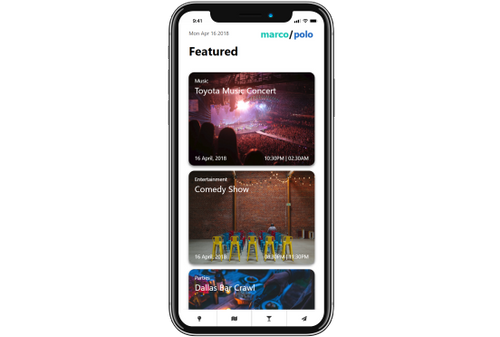 9:41
Mon Apr 16 2018
marco/polo
Featured
Music
Toyota Music Concert
16 April, 2018
10:30PM | 02:30AM
Entertainment
Comedy Show
16 April, 2018
08:30PM | 11:30PM
Parties
Dallas Bar Crawl